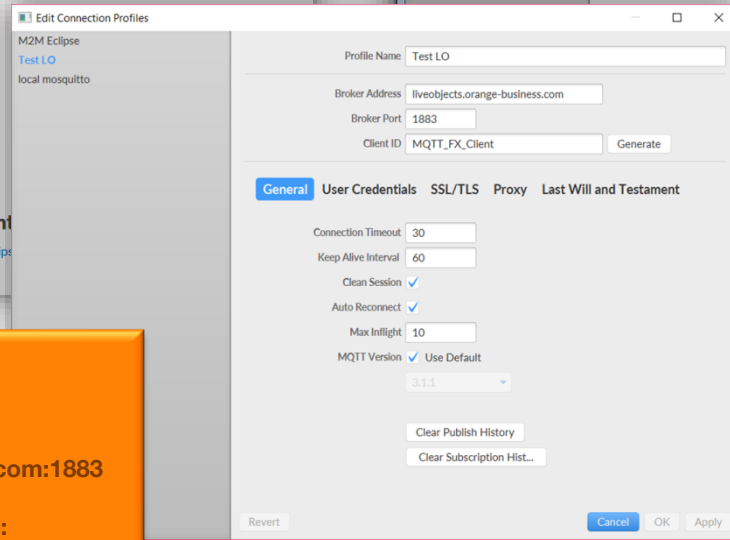 Edit Connection Profiles
M2M Eclipse
Test LO
local mosquitto
Profile Name Test LO
Broker Address liveobjects.orange-business.com
Broker Port 1883
Client ID MQTT_FX_Client Generate
General User Credentials SSL/TLS Proxy Last Will and Testament
Connection Timeout 30
Keep Alive Interval 60
Clean Session
Auto Reconnect
Max Inflight 10
MQTT Version Use Default
3.1.1
Clear Publish History
Clear Subscription Hist...
Revert Cancel OK Apply
com:1883
: